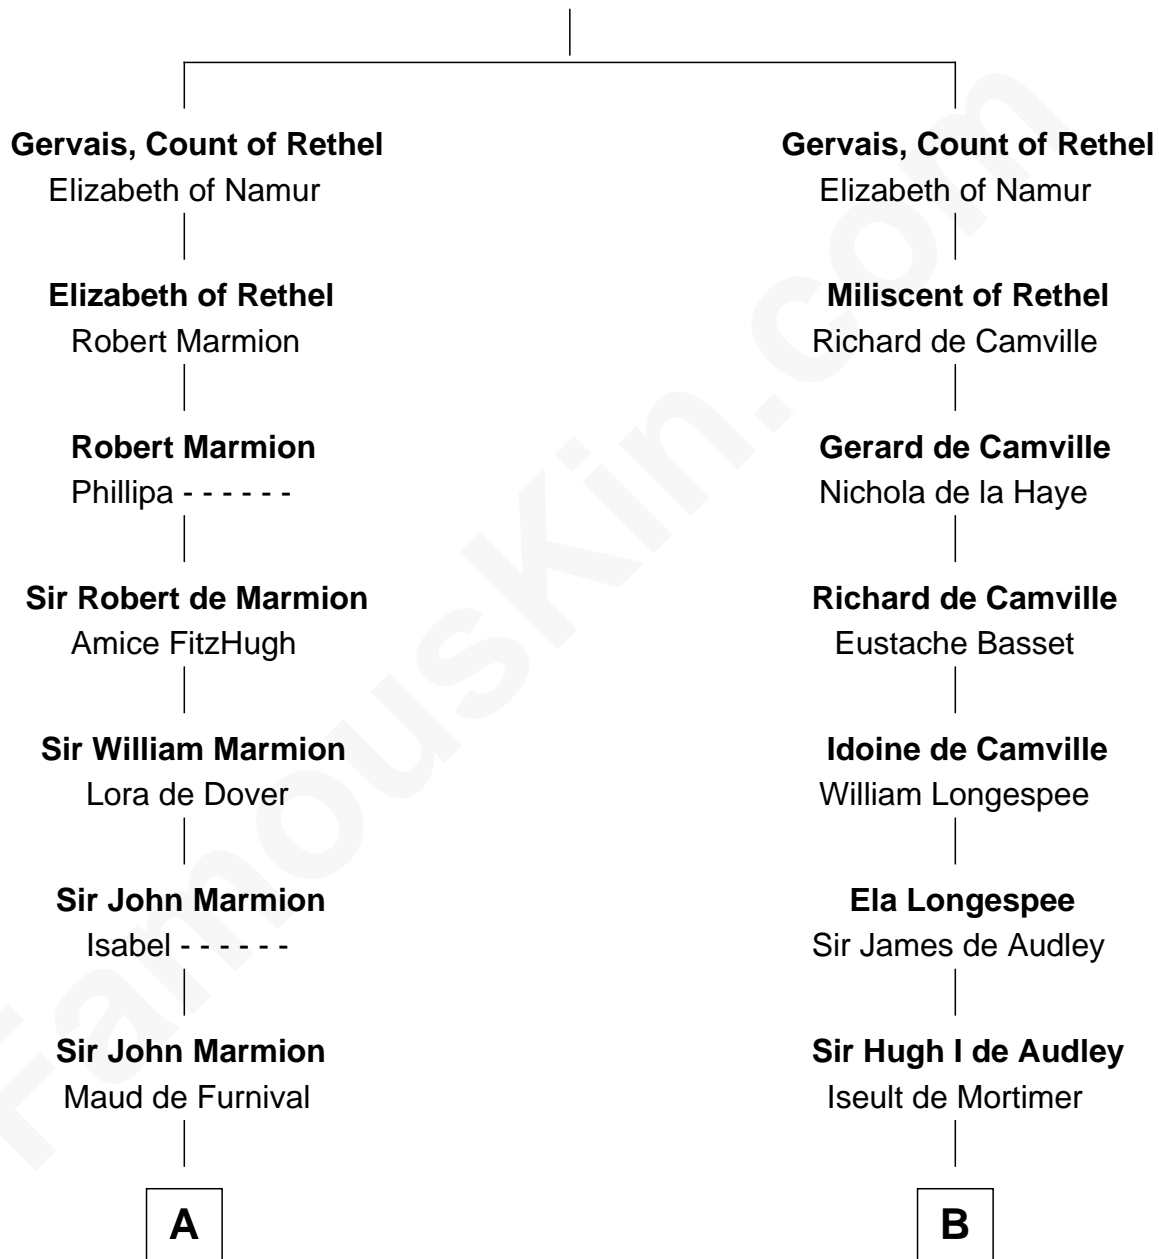 Gervais, Count of Rethel
Elizabeth of Namur
Elizabeth of Rethel
Robert Marmion
Robert Marmion
Phillipa - - - - - -
Sir Robert de Marmion
Amice FitzHugh
Sir William Marmion
Lora de Dover
Sir John Marmion
Isabel - - - - - -
Sir John Marmion
Maud de Furnival
A
Gervais, Count of Rethel
Elizabeth of Namur
Miliscent of Rethel
Richard de Camville
Gerard de Camville
Nichola de la Haye
Richard de Camville
Eustache Basset
Idoine de Camville
William Longespee
Ela Longespee
Sir James de Audley
Sir Hugh I de Audley
Iseult de Mortimer
B
FamousKin.com